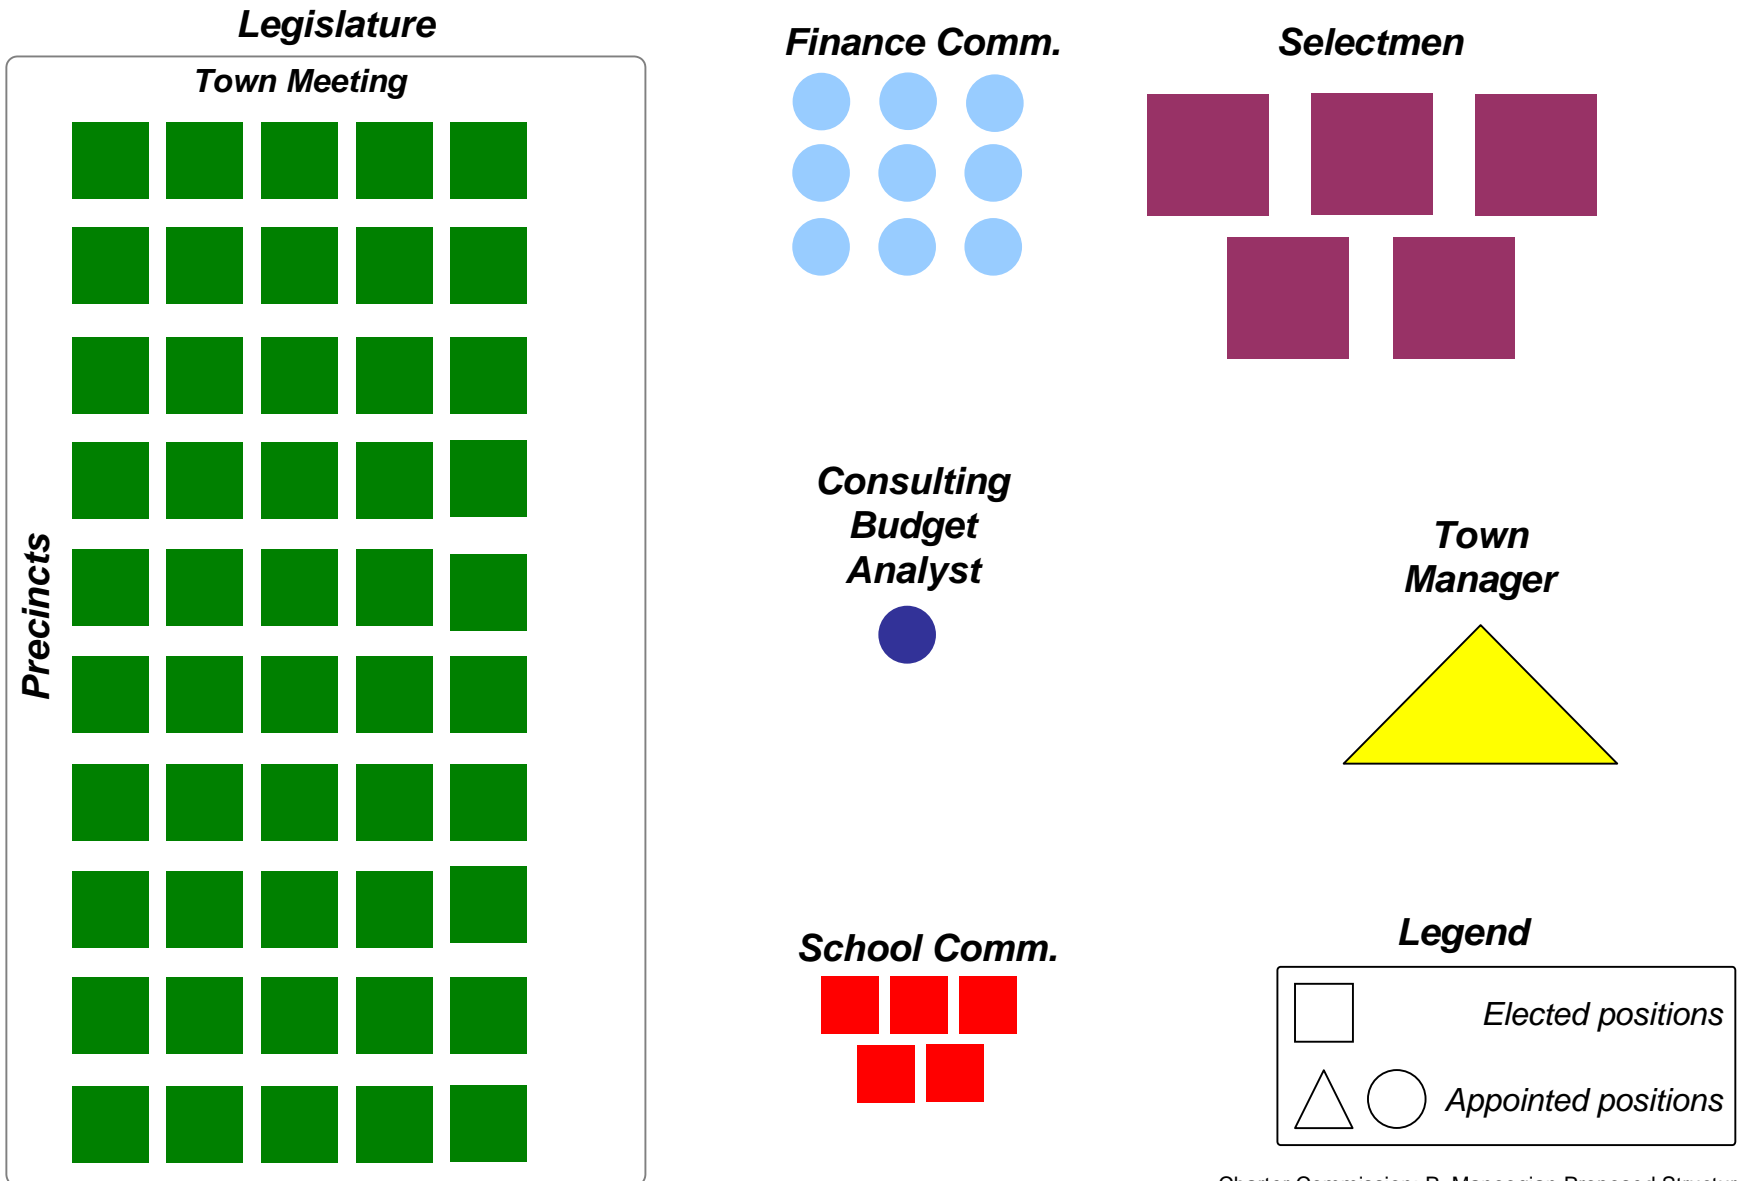 Legislature
Town Meeting
Precincts
Finance Comm.
Selectmen
Consulting
Budget
Analyst
Town
Manager
School Comm.
Legend
Elected positions
Appointed positions